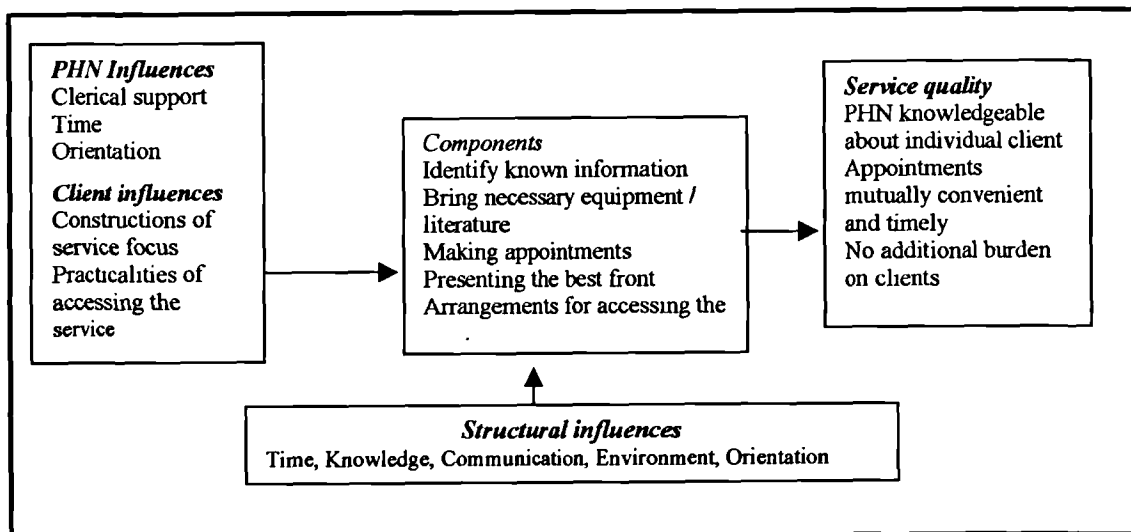 PHN Influences
Clerical support
Time
Orientation
Client influences
Constructions of
service focus
Practicalities of
accessing the
service
Components
Identify known information
Bring necessary equipment /
literature
Making appointments
Presenting the best front
Arrangements for accessing the
Service quality
PHN knowledgeable
about individual client
Appointments
mutually convenient
and timely
No additional burden
on clients
Structural influences
Time, Knowledge, Communication, Environment, Orientation